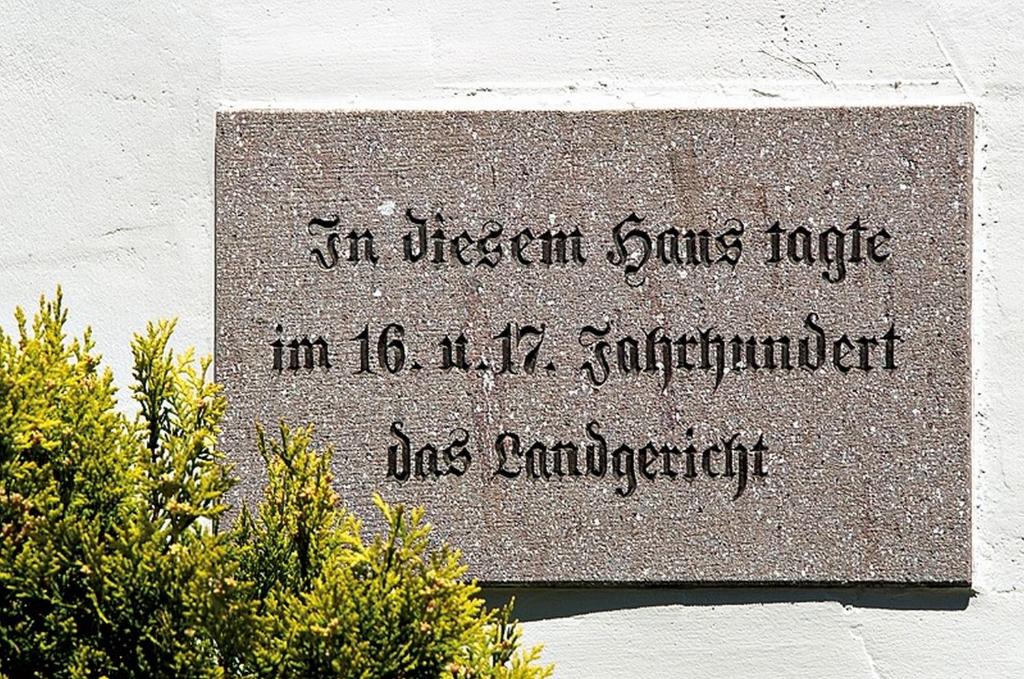 In diesem Haus tagte
im 16. u. 17. Jahrhundert
das Landgericht